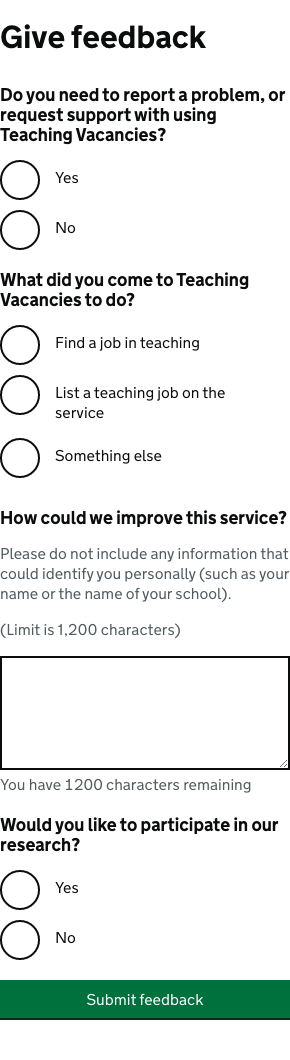 Give feedback
Do you need to report a problem, or
request support with using
Teaching Vacancies?
Yes
No
What did you come to Teaching
Vacancies to do?
Find a job in teaching
List a teaching job on the
service
Something else
How could we improve this service?
Please do not include any information that
could identify you personally (such as your
name or the name of your school).
(Limit is 1,200 characters)
You have 1200 characters remaining
Would you like to participate in our
research?
Yes
No
Submit feedback